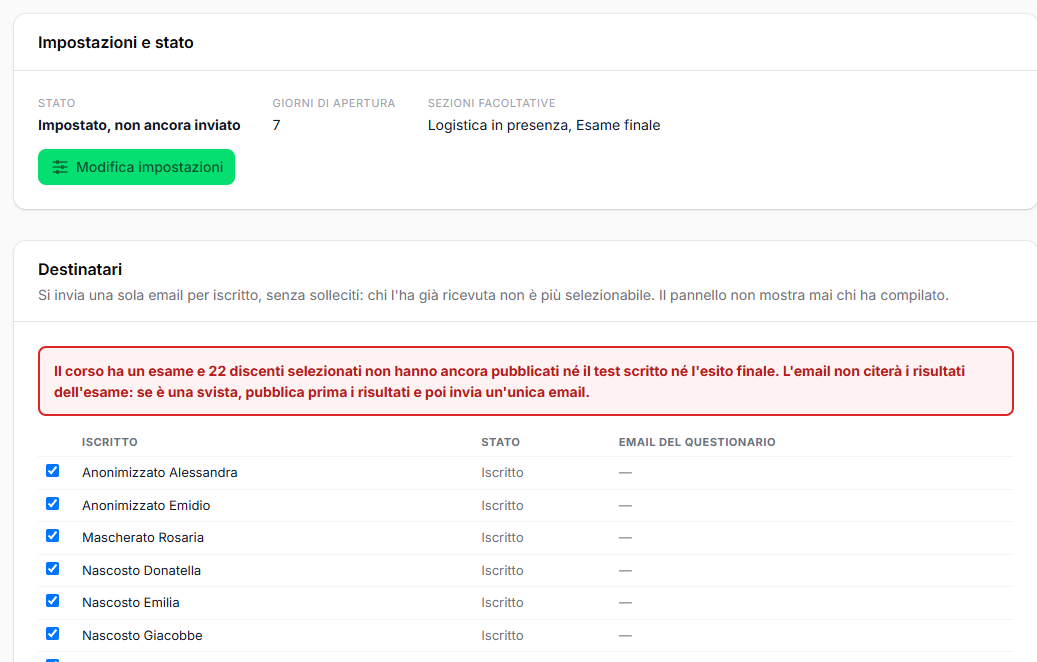 Impostazioni e stato
STATO
GIORNI DI APERTURA
SEZIONI FACOLTATIVE
Impostato, non ancora inviato
7
Logistica in presenza, Esame finale
Modifica impostazioni
Destinatari
Si invia una sola email per iscritto, senza solleciti: chi l'ha già ricevuta non è più selezionabile. Il pannello non mostra mai chi ha compilato.
Il corso ha un esame e 22 discenti selezionati non hanno ancora pubblicati né il test scritto né l'esito finale. L'email non citerà i risultati
dell'esame: se è una svista, pubblica prima i risultati e poi invia un'unica email.
ISCRITTO STATO EMAIL DEL QUESTIONARIO
Anonimizzato Alessandra Iscritto —
Anonimizzato Emidio Iscritto —
Mascherato Rosaria Iscritto —
Nascosto Donatella Iscritto —
Nascosto Emilia Iscritto —
Nascosto Giacobbe Iscritto —